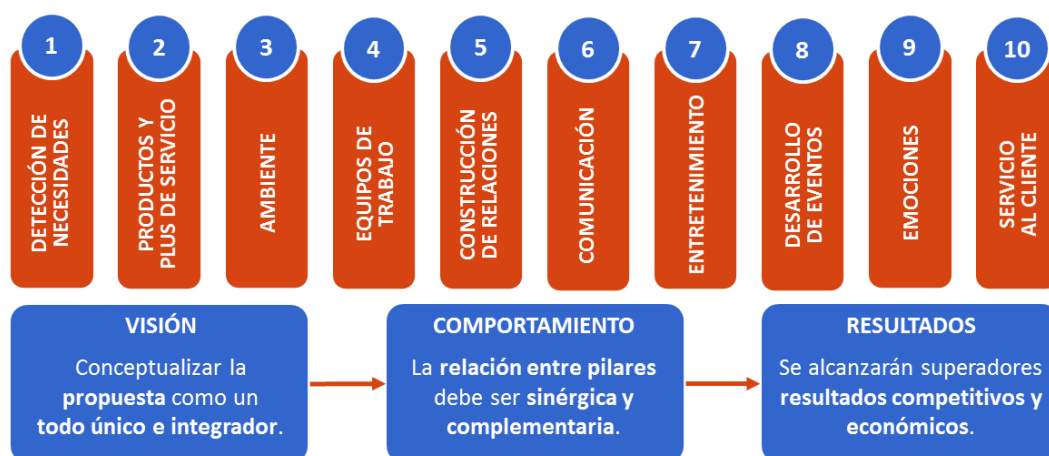 1
DETECCIÓN DE
NECESIDADES
2
PRODUCTOS Y
PLUS DE SERVICIO
3
AMBIENTE
4
EQUIPOS DE
TRABAJO
5
CONSTRUCCIÓN
DE RELACIONES
6
COMUNICACIÓN
7
ENTRETENIMIENTO
8
DESARROLLO
DE EVENTOS
9
EMOCIONES
10
SERVICIO
AL CLIENTE
VISIÓN
Conceptualizar la
propuesta como un
todo único e integrador.
COMPORTAMIENTO
La relación entre pilares
debe ser sinérgica y
complementaria.
RESULTADOS
Se alcanzarán superadores
resultados competitivos y
económicos.